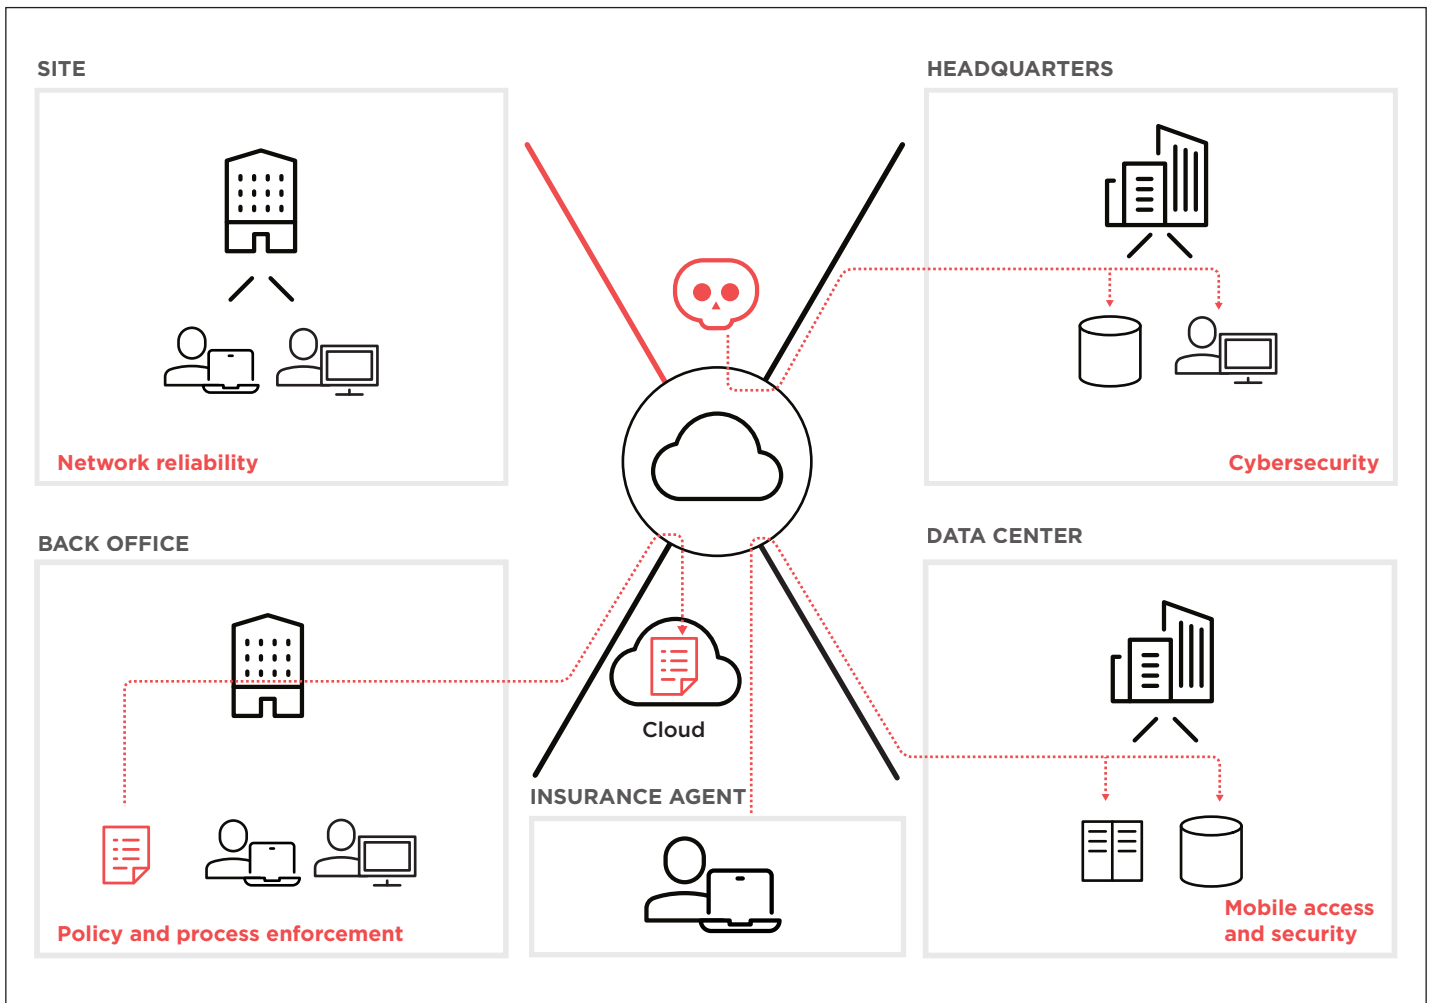 SITE
HEADQUARTERS
Network reliability
Cybersecurity
BACK OFFICE
DATA CENTER
Cloud
INSURANCE AGENT
Policy and process enforcement
Mobile access
and security